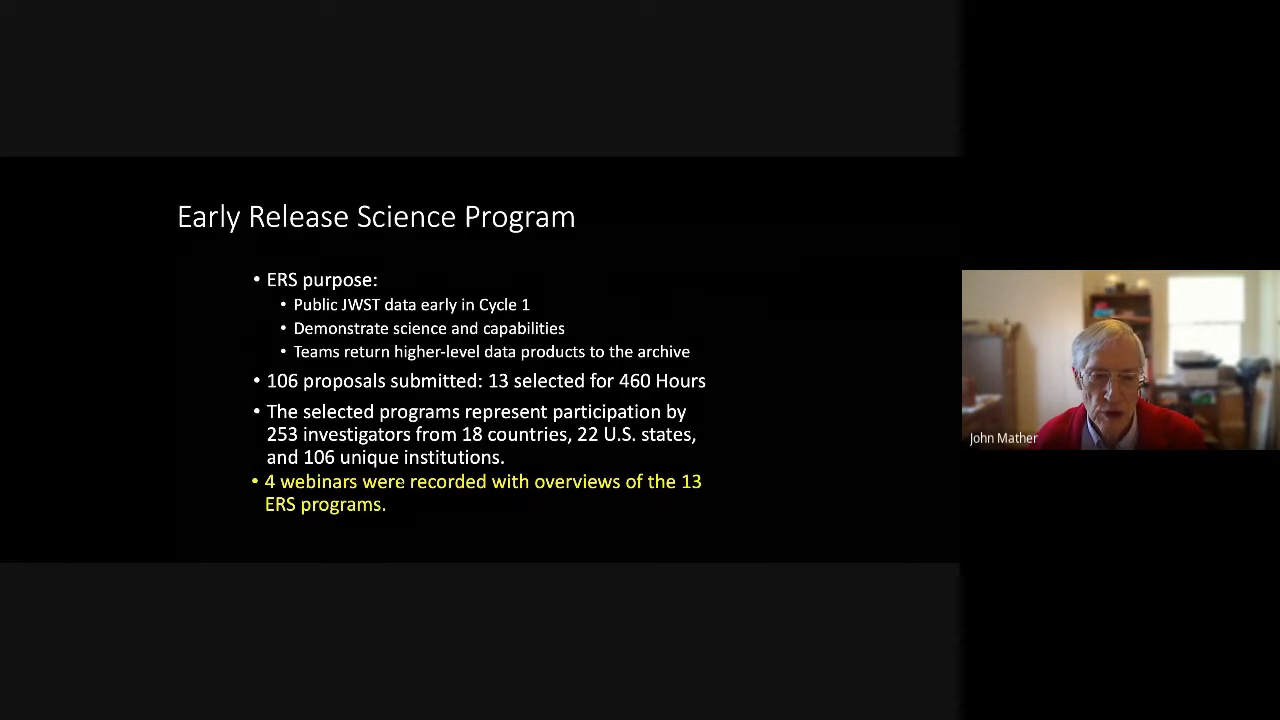 Early Release Science Program
• ERS purpose:
• Public JWST data early in Cycle 1
• Demonstrate science and capabilities
• Teams return higher-level data products to the archive
• 106 proposals submitted: 13 selected for 460 Hours
• The selected programs represent participation by
253 investigators from 18 countries, 22 U.S. states,
and 106 unique institutions.
• 4 webinars were recorded with overviews of the 13
ERS programs.
John Mather